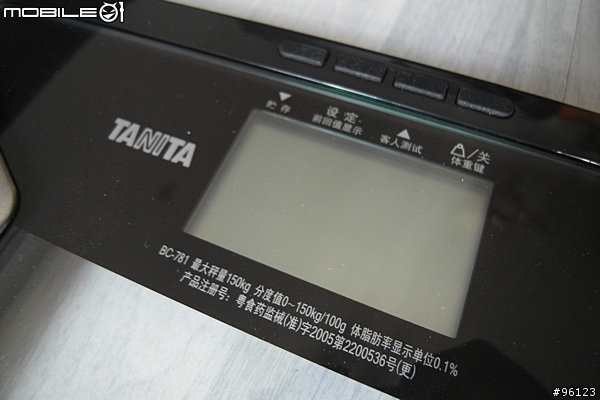 MOBILE01
TANITA
▼
贮存
设定
前回值显示
▲
客人测试
/关
体重键
BC-781 最大秤量150kg 分度值0~150kg/100g 体脂肪率显示单位0.1%
产品注册号：粤食药监械(准)字2005第2200536号(更)
#96123